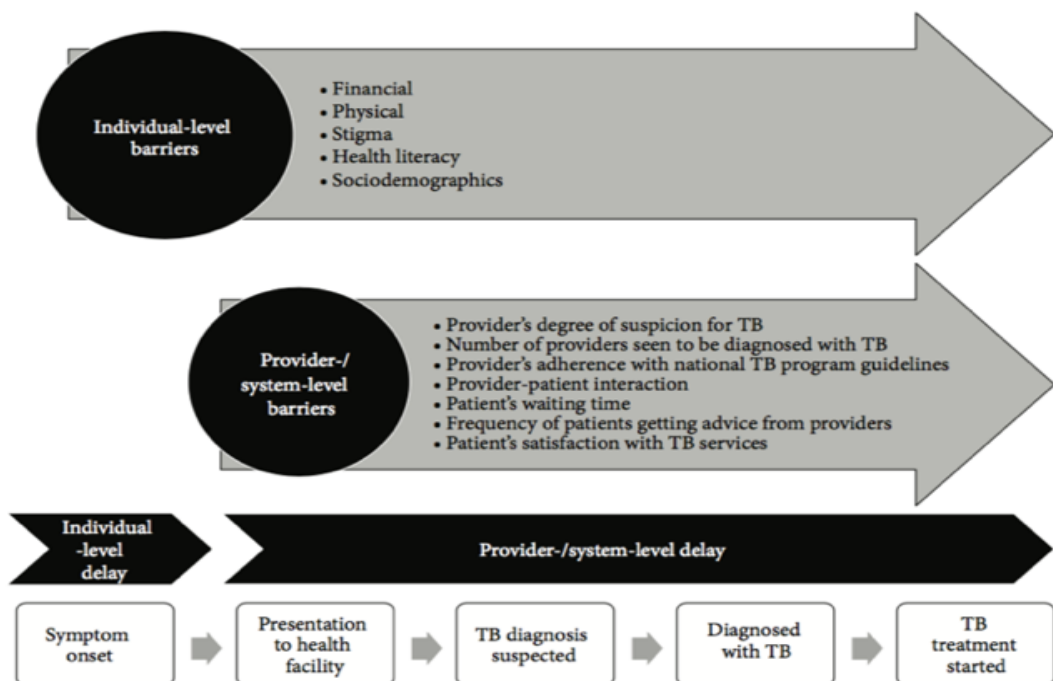 Individual-level
barriers
• Financial
• Physical
• Stigma
• Health literacy
• Sociodemographics
Provider-/
system-level
barriers
• Provider's degree of suspicion for TB
• Number of providers seen to be diagnosed with TB
• Provider's adherence with national TB program guidelines
• Provider-patient interaction
• Patient's waiting time
• Frequency of patients getting advice from providers
• Patient's satisfaction with TB services
Individual
-level
delay
Provider-/system-level delay
Symptom
onset
Presentation
to health
facility
TB diagnosis
suspected
Diagnosed
with TB
TB
treatment
started